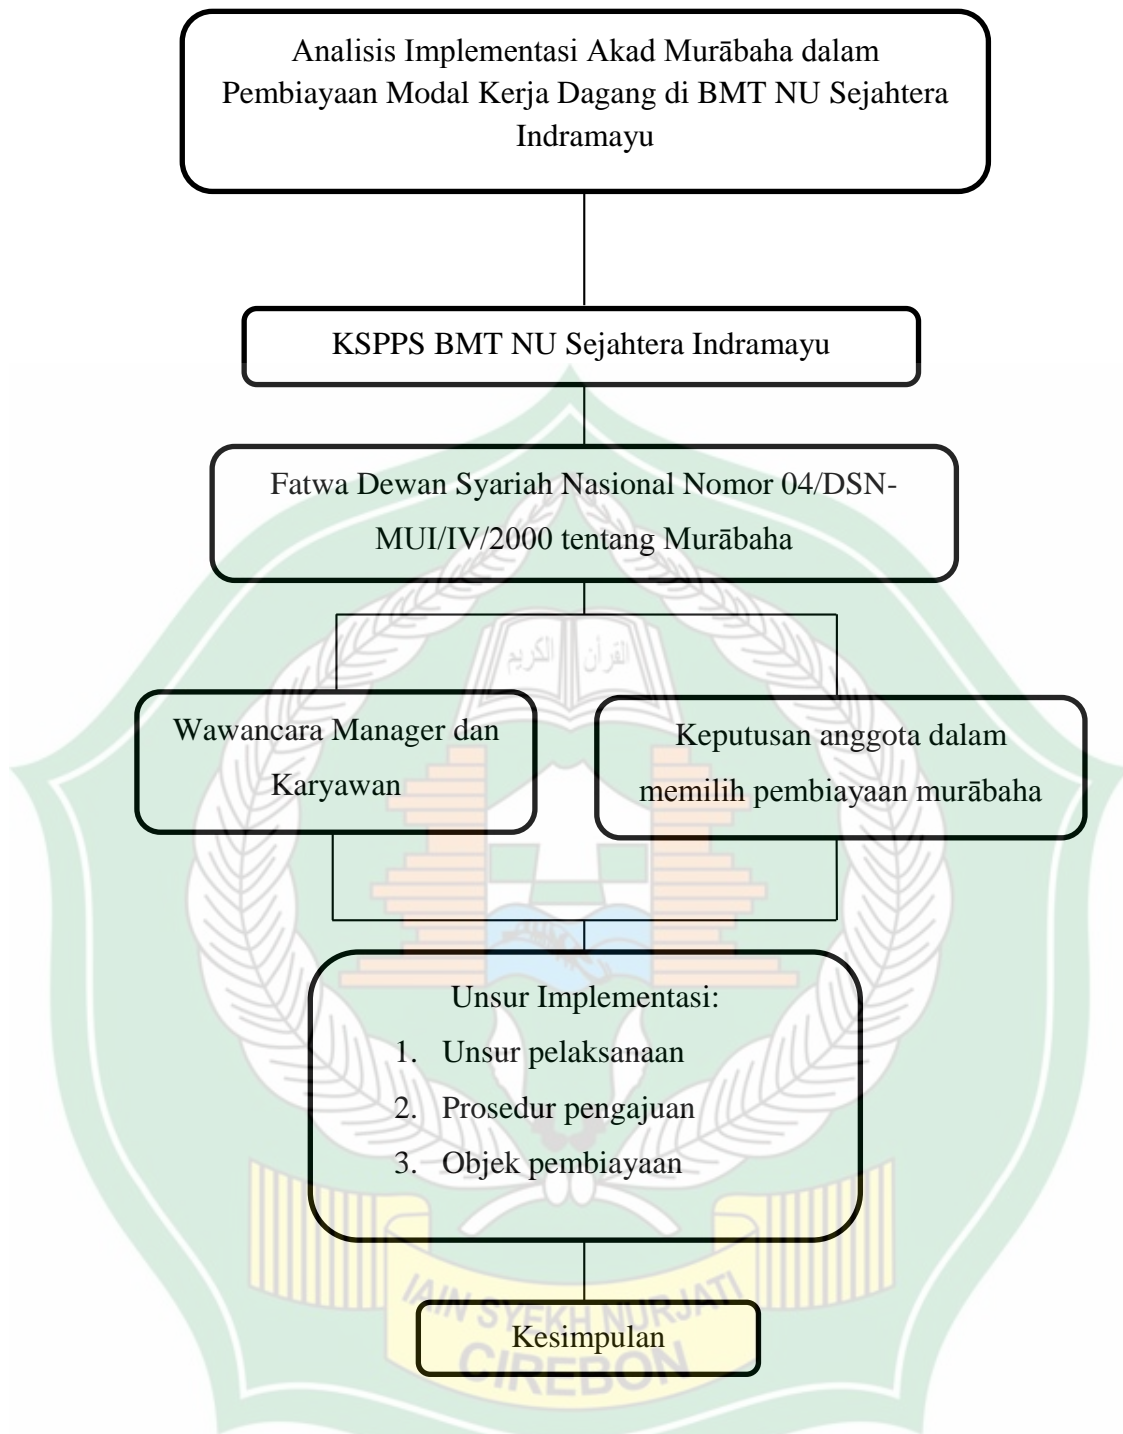 Analisis Implementasi Akad Murābaha dalam
Pembiayaan Modal Kerja Dagang di BMT NU Sejahtera
Indramayu
KSPPS BMT NU Sejahtera Indramayu
Fatwa Dewan Syariah Nasional Nomor 04/DSN-
MUI/IV/2000 tentang Murābaha
القرأن الكريم
Wawancara Manager dan
Karyawan
Keputusan anggota dalam
memilih pembiayaan murābaha
Unsur Implementasi:
1. Unsur pelaksanaan
2. Prosedur pengajuan
3. Objek pembiayaan
IAIN SYEKH NURJATI
CIREBON
Kesimpulan